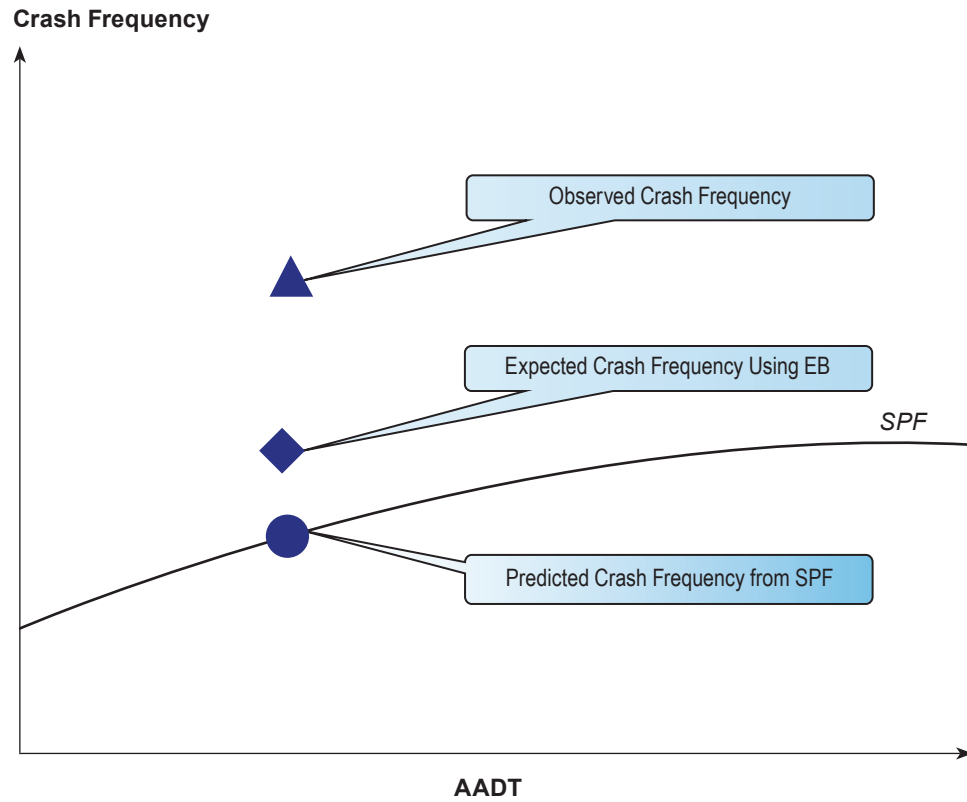 Crash Frequency
Observed Crash Frequency
Expected Crash Frequency Using EB
SPF
Predicted Crash Frequency from SPF
AADT